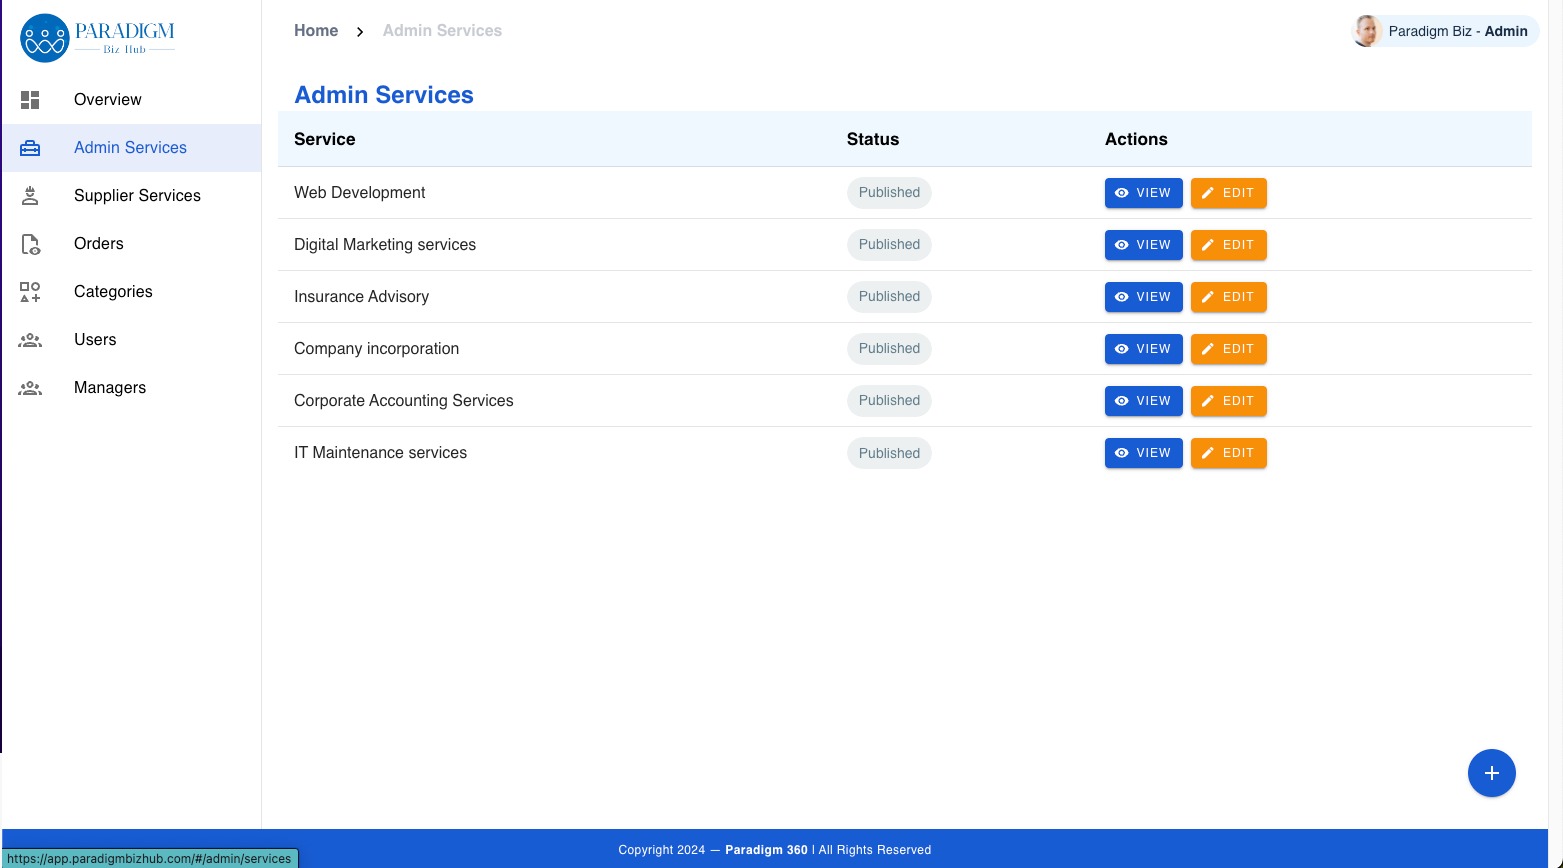 PARADIGM
Biz Hub
Home Admin Services
Paradigm Biz - Admin
Overview
Admin Services
Supplier Services
Orders
Categories
Users
Managers
Admin Services
Service Status Actions
Web Development Published VIEW EDIT
Digital Marketing services Published VIEW EDIT
Insurance Advisory Published VIEW EDIT
Company incorporation Published VIEW EDIT
Corporate Accounting Services Published VIEW EDIT
IT Maintenance services Published VIEW EDIT
Copyright 2024 — Paradigm 360 | All Rights Reserved
https://app.paradigmbizhub.com/#/admin/services